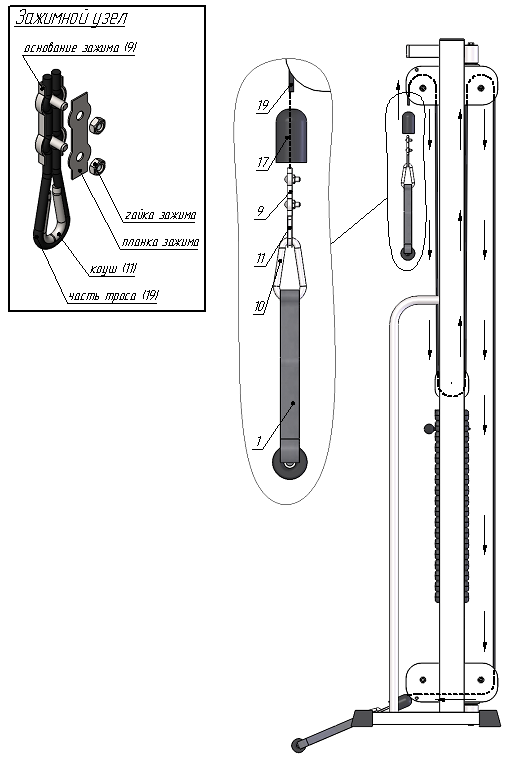 Зажимной узел
основание зажима (9)
гайка зажима
планка зажима
коуш (11)
часть троса (19)
19
17
9
11
10
1